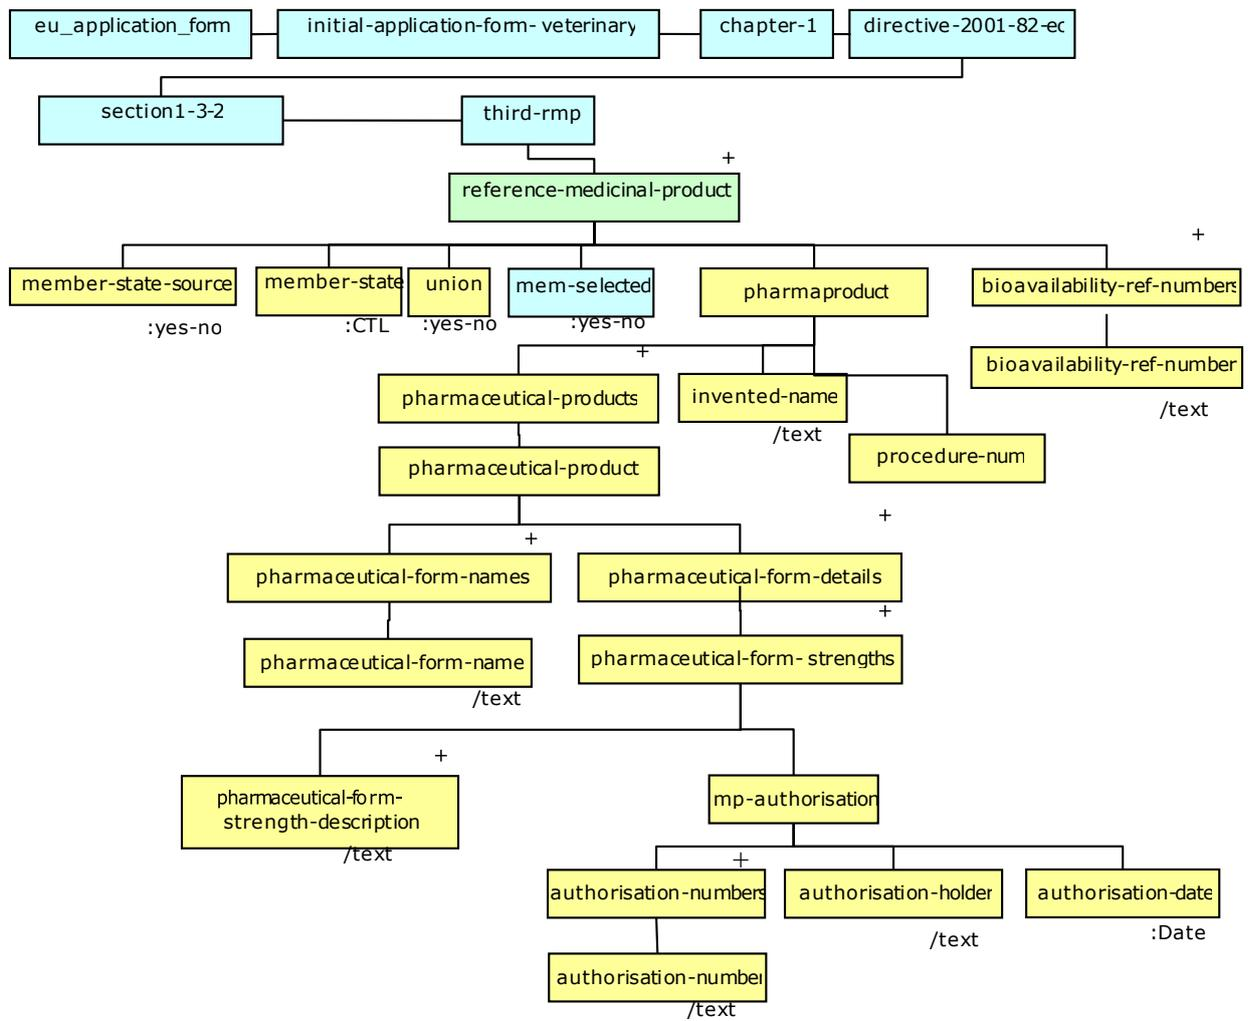 eu_application_form
initial-application-form- veterinary
chapter-1
directive-2001-82-ec
section1-3-2
third-rmp
+
reference-medicinal-product
+
member-state-source
member-state
union
mem-selected
pharmaproduct
bioavailability-ref-numbers
:yes-no
:CTL
:yes-no
:yes-no
+
bioavailability-ref-number
/text
pharmaceutical-products
invented-name
/text
procedure-num
pharmaceutical-product
+
+
pharmaceutical-form-names
pharmaceutical-form-details
+
pharmaceutical-form-name
/text
pharmaceutical-form- strengths
+
pharmaceutical-form-
strength-description
/text
mp-authorisation
+
authorisation-numbers
authorisation-holder
authorisation-date
/text
:Date
authorisation-number
/text